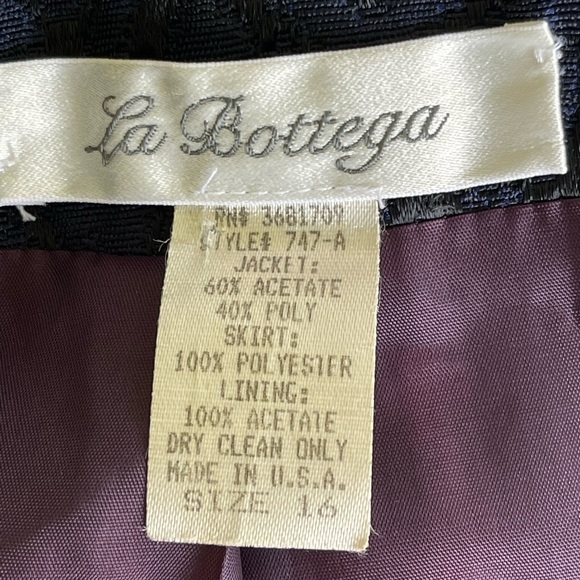 La Bottega
RN# 3681709
STYLE# 747-A
JACKET:
60% ACETATE
40% POLY
SKIRT:
100% POLYESTER
LINING:
100% ACETATE
DRY CLEAN ONLY
MADE IN U.S.A.
SIZE 16